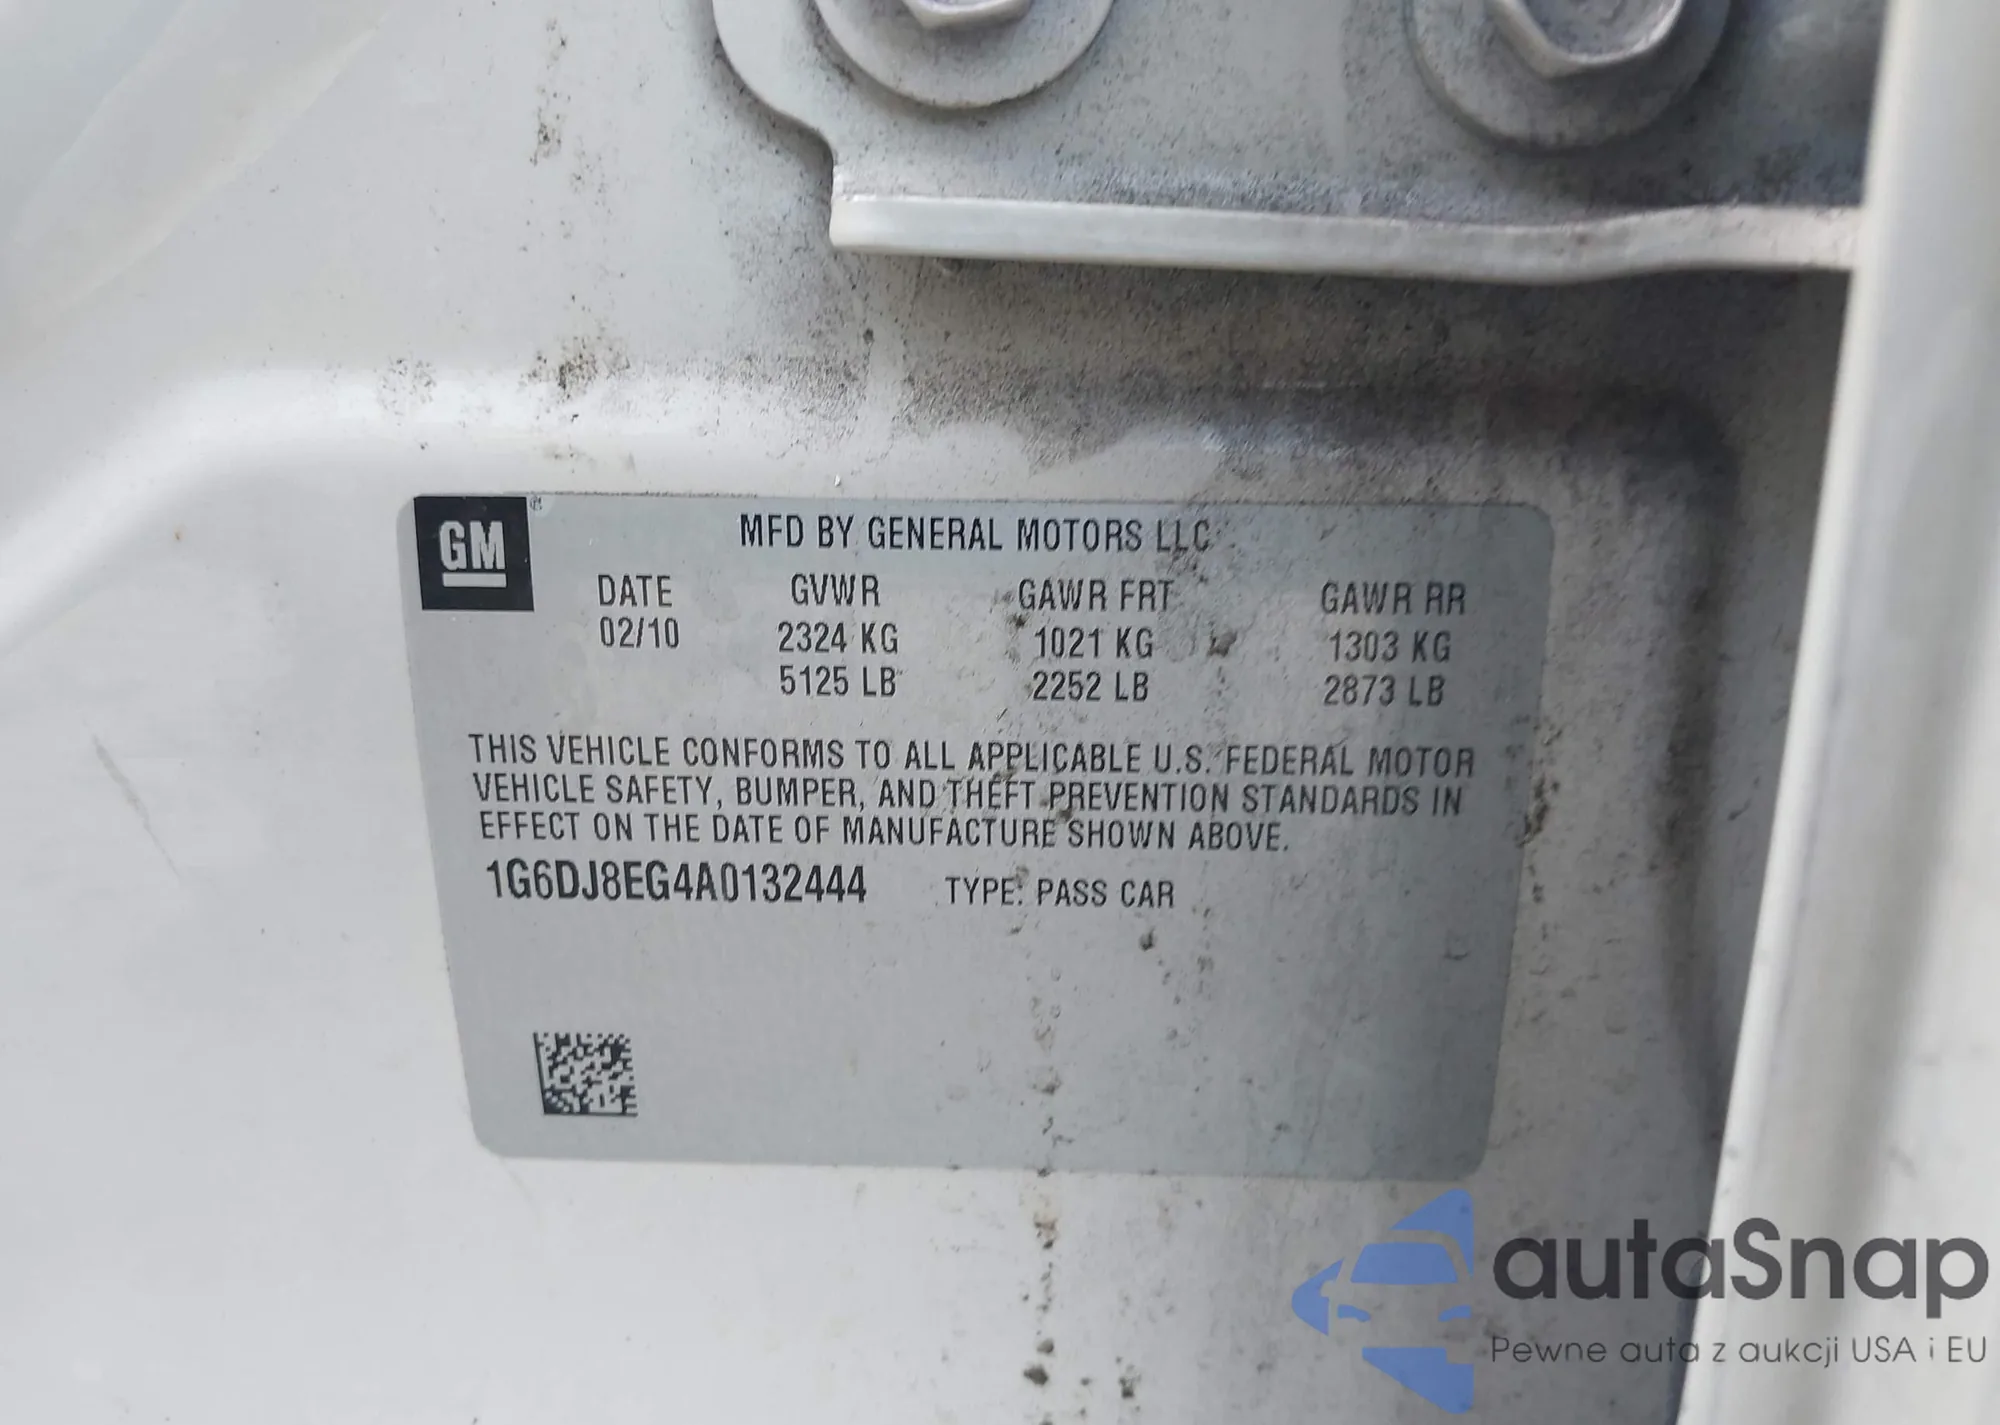 GM ®
MFD BY GENERAL MOTORS LLC
DATE GVWR GAWR FRT GAWR RR
02/10 2324 KG 1021 KG 1303 KG
5125 LB 2252 LB 2873 LB
THIS VEHICLE CONFORMS TO ALL APPLICABLE U.S. FEDERAL MOTOR
VEHICLE SAFETY, BUMPER, AND THEFT PREVENTION STANDARDS IN
EFFECT ON THE DATE OF MANUFACTURE SHOWN ABOVE.
1G6DJ8EG4A0132444 TYPE: PASS CAR
autaSnap
Pewne auta z aukcji USA i EU